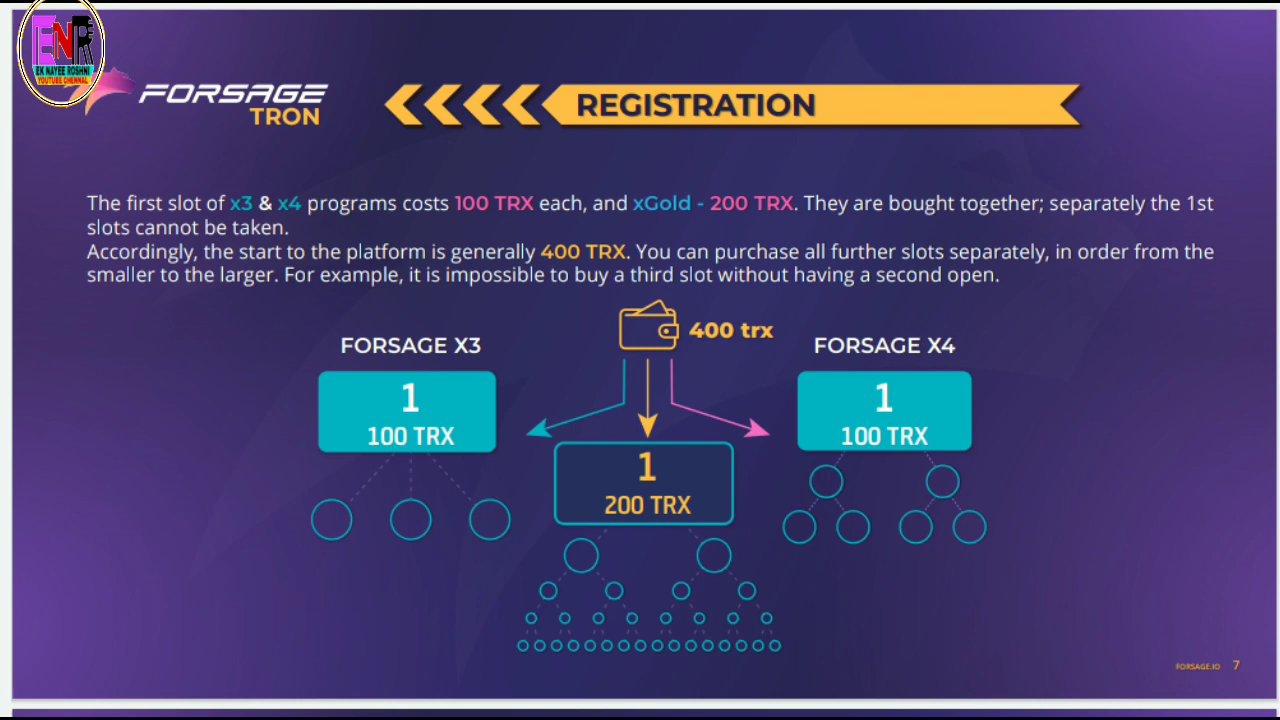 ENR
EK NAYEE ROSHNI
YOUTUBE CHENNAL
FORSAGE
TRON
REGISTRATION
The first slot of x3 & x4 programs costs 100 TRX each, and xGold - 200 TRX. They are bought together; separately the 1st
slots cannot be taken.
Accordingly, the start to the platform is generally 400 TRX. You can purchase all further slots separately, in order from the
smaller to the larger. For example, it is impossible to buy a third slot without having a second open.
400 trx
FORSAGE X3
FORSAGE X4
1
100 TRX
1
100 TRX
1
200 TRX
FORSAGE.IO 7